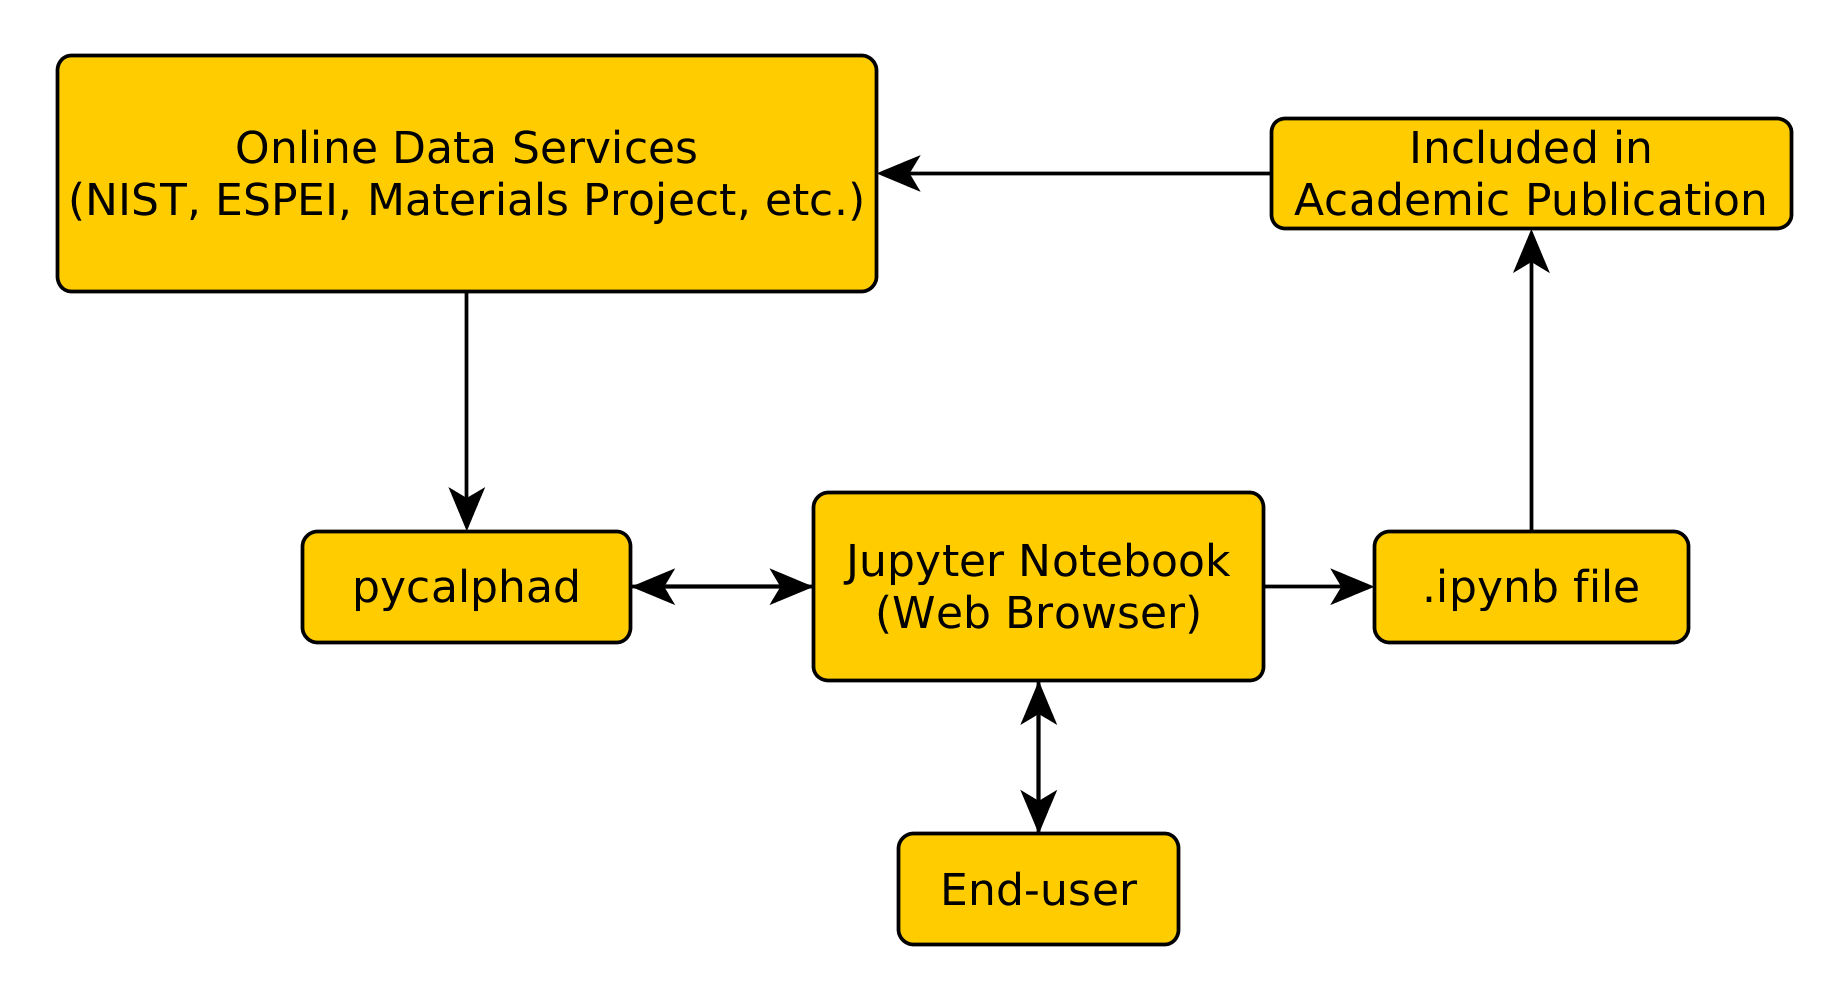 Online Data Services
(NIST, ESPEI, Materials Project, etc.)
Included in
Academic Publication
pycalphad
Jupyter Notebook
(Web Browser)
.ipynb file
End-user